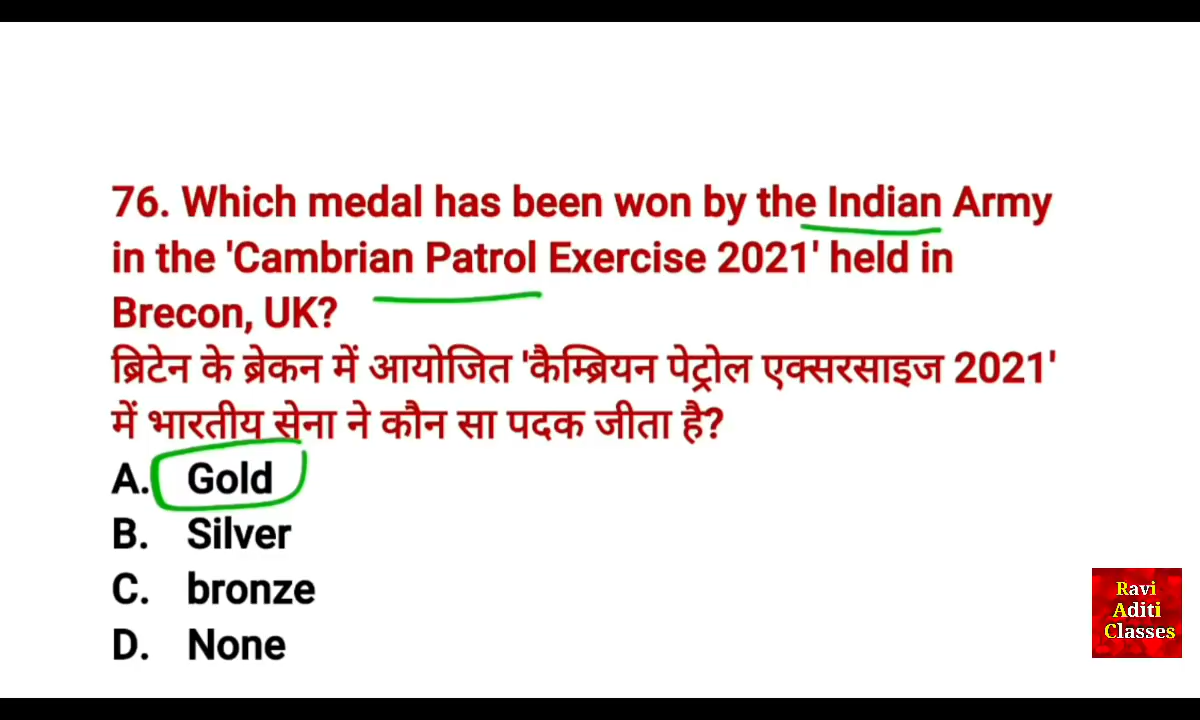 76. Which medal has been won by the Indian Army
in the 'Cambrian Patrol Exercise 2021' held in
Brecon, UK?
ब्रिटेन के ब्रेकन में आयोजित 'कैम्ब्रियन पेट्रोल एक्सरसाइज 2021'
में भारतीय सेना ने कौन सा पदक जीता है?
A. Gold
B. Silver
C. bronze
D. None
Ravi
Aditi
Classes